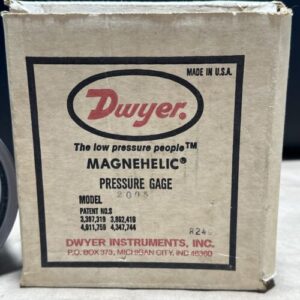 MADE IN U.S.A.
Dwyer.
The low pressure people™
MAGNEHELIC®
PRESSURE GAGE
MODEL
PATENT NO.S
3,397,319 3,862,416
4,011,759 4,347,744
DWYER INSTRUMENTS, INC.
P.O. BOX 373, MICHIGAN CITY, IND 46360